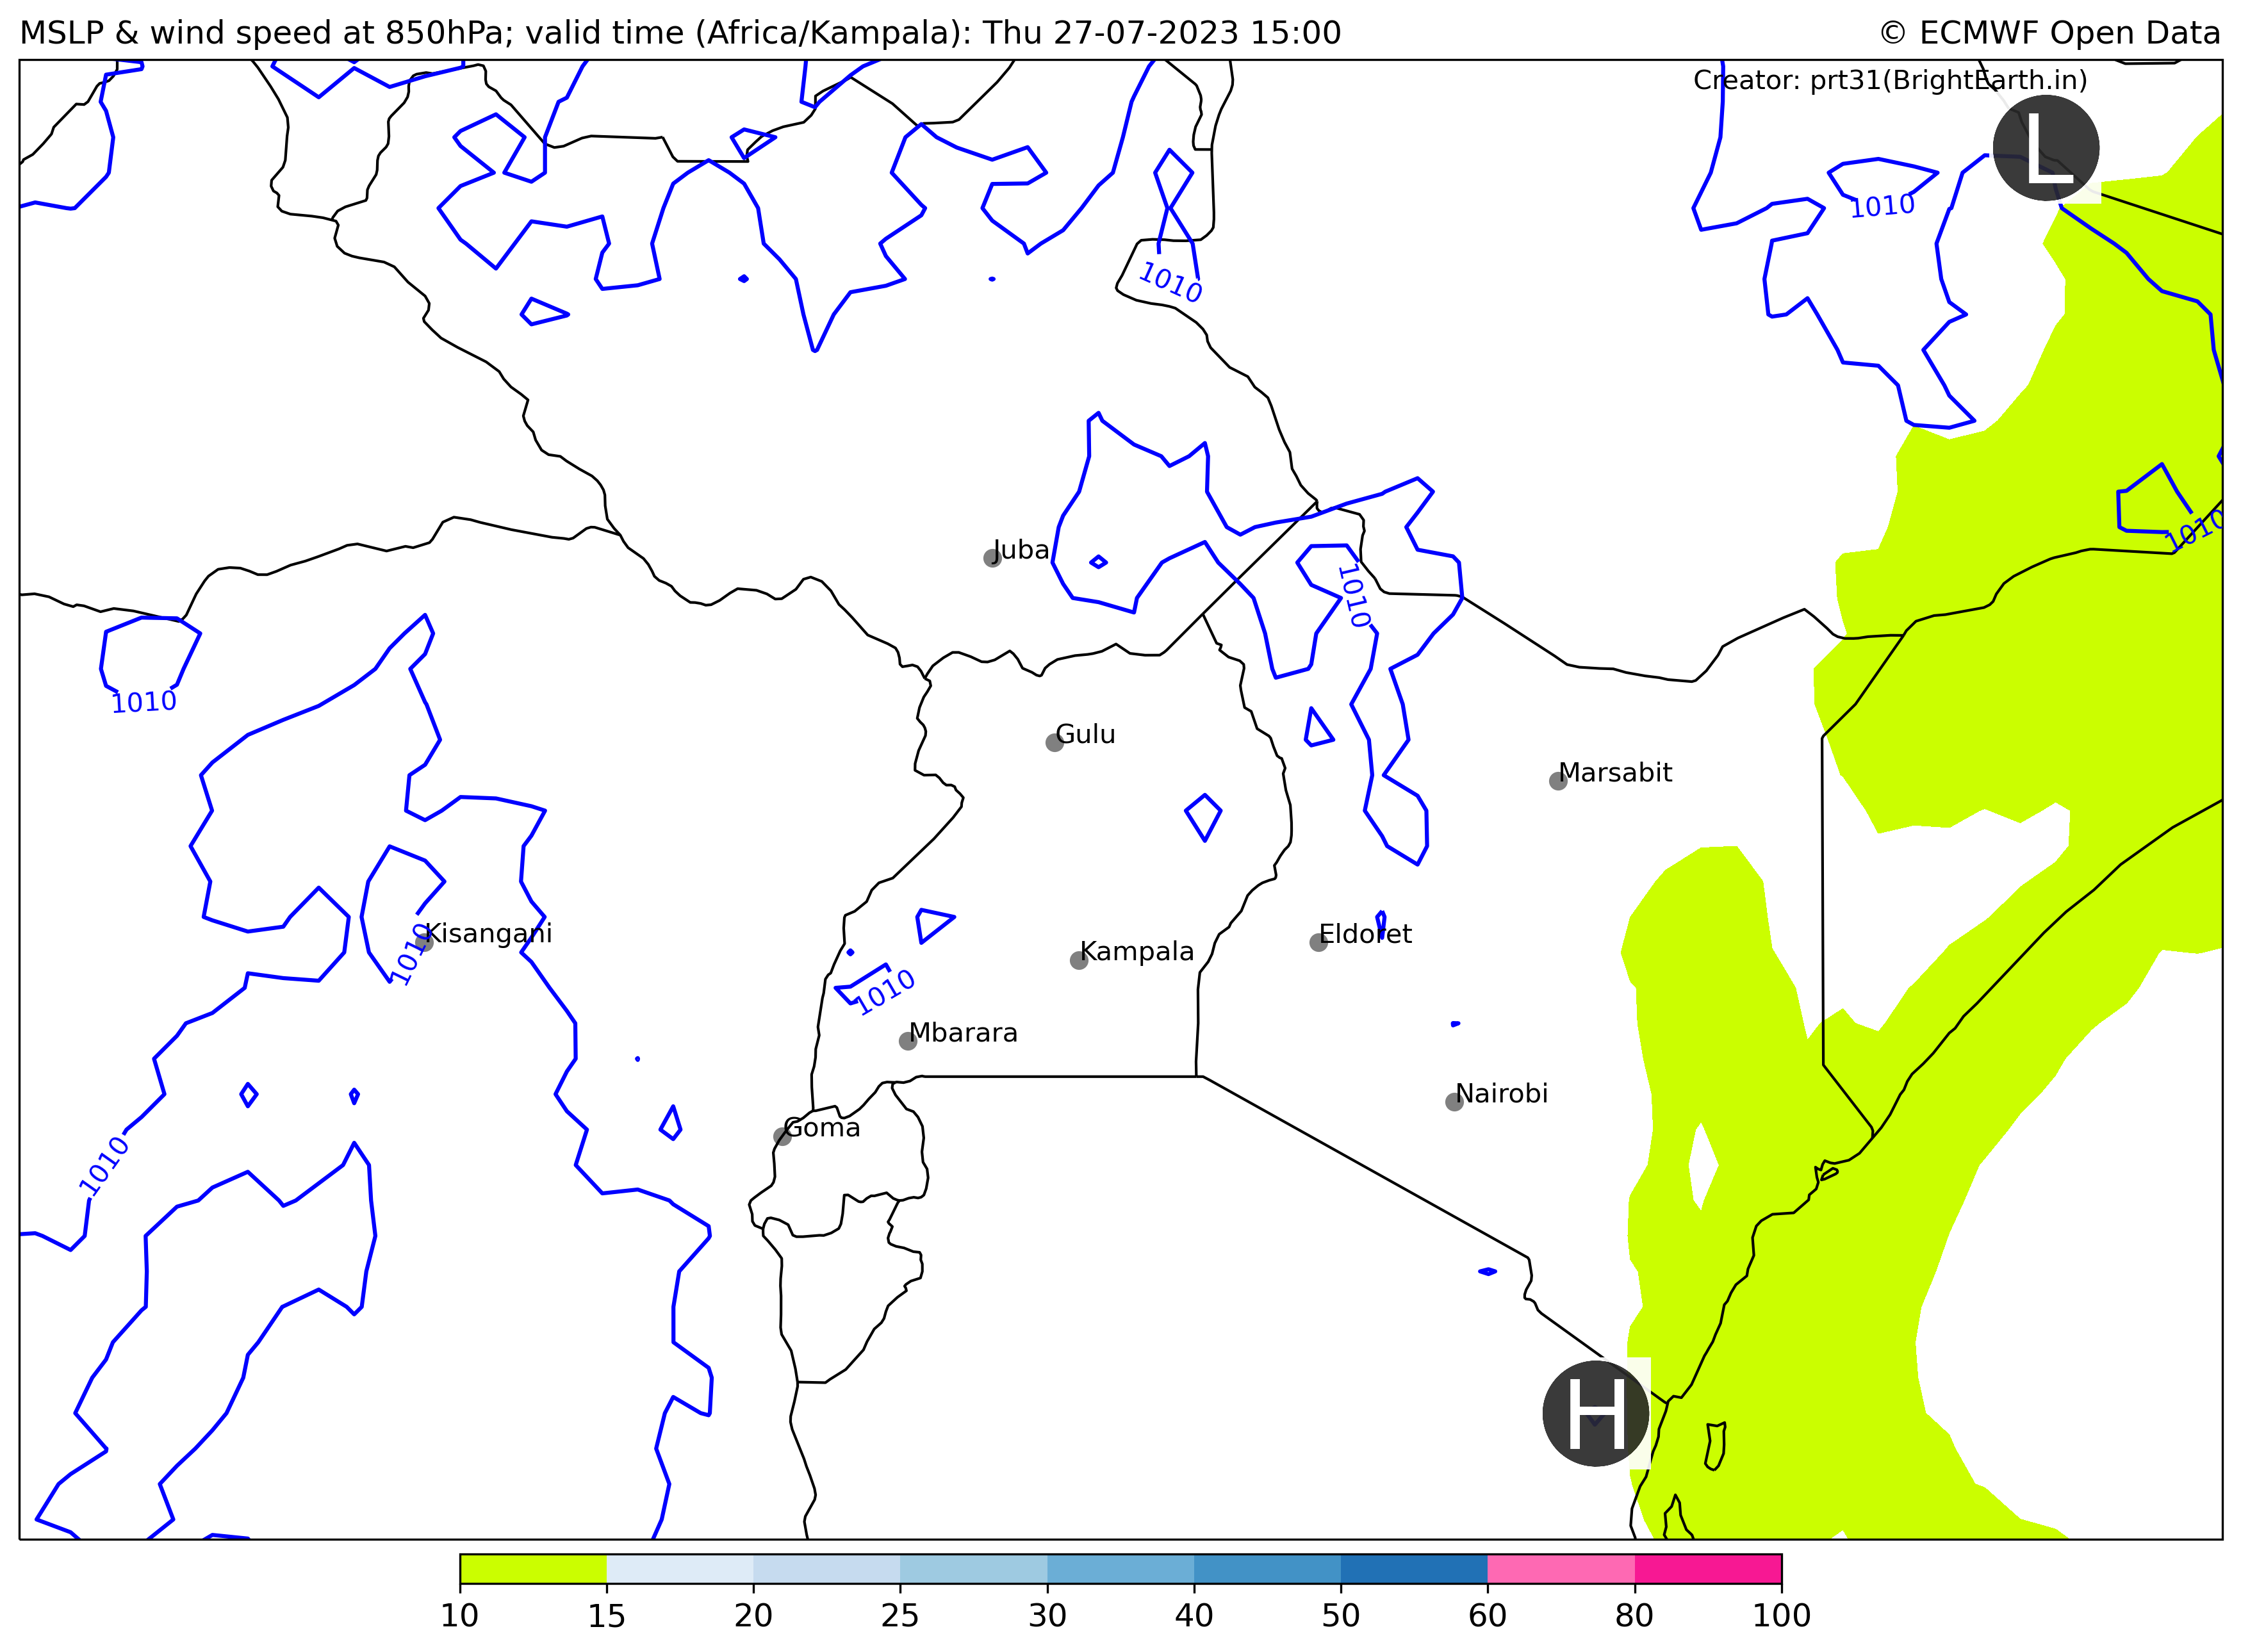 MSLP & wind speed at 850hPa; valid time (Africa/Kampala): Thu 27-07-2023 15:00
© ECMWF Open Data
Creator: prt31(BrightEarth.in)
L
1010
1010
1010
Juba
1010
1010
Gulu
Marsabit
Kisangani
1010
Eldoret
Kampala
1010
Mbarara
Nairobi
Goma
1010
H
10 15 20 25 30 40 50 60 80 100